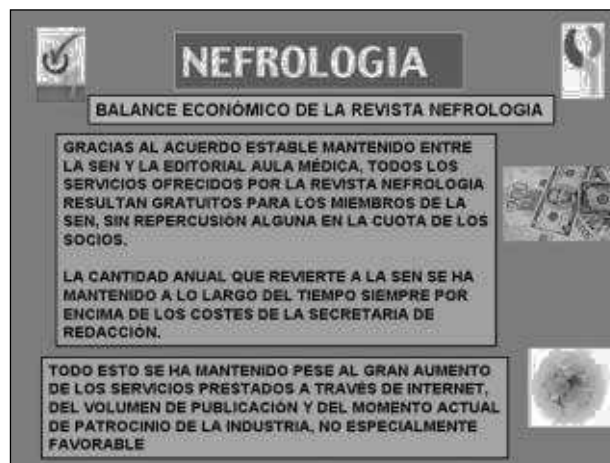 NEFROLOGIA
BALANCE ECONÓMICO DE LA REVISTA NEFROLOGIA
GRACIAS AL ACUERDO ESTABLE MANTENIDO ENTRE
LA SEN Y LA EDITORIAL AULA MÉDICA, TODOS LOS
SERVICIOS OFRECIDOS POR LA REVISTA NEFROLOGIA
RESULTAN GRATUITOS PARA LOS MIEMBROS DE LA
SEN, SIN REPERCUSIÓN ALGUNA EN LA CUOTA DE LOS
SOCIOS.
LA CANTIDAD ANUAL QUE REVIERTE A LA SEN SE HA
MANTENIDO A LO LARGO DEL TIEMPO SIEMPRE POR
ENCIMA DE LOS COSTES DE LA SECRETARIA DE
REDACCIÓN.
TODO ESTO SE HA MANTENIDO PESE AL GRAN AUMENTO
DE LOS SERVICIOS PRESTADOS A TRAVÉS DE INTERNET,
DEL VOLUMEN DE PUBLICACIÓN Y DEL MOMENTO ACTUAL
DE PATROCINIO DE LA INDUSTRIA, NO ESPECIALMENTE
FAVORABLE